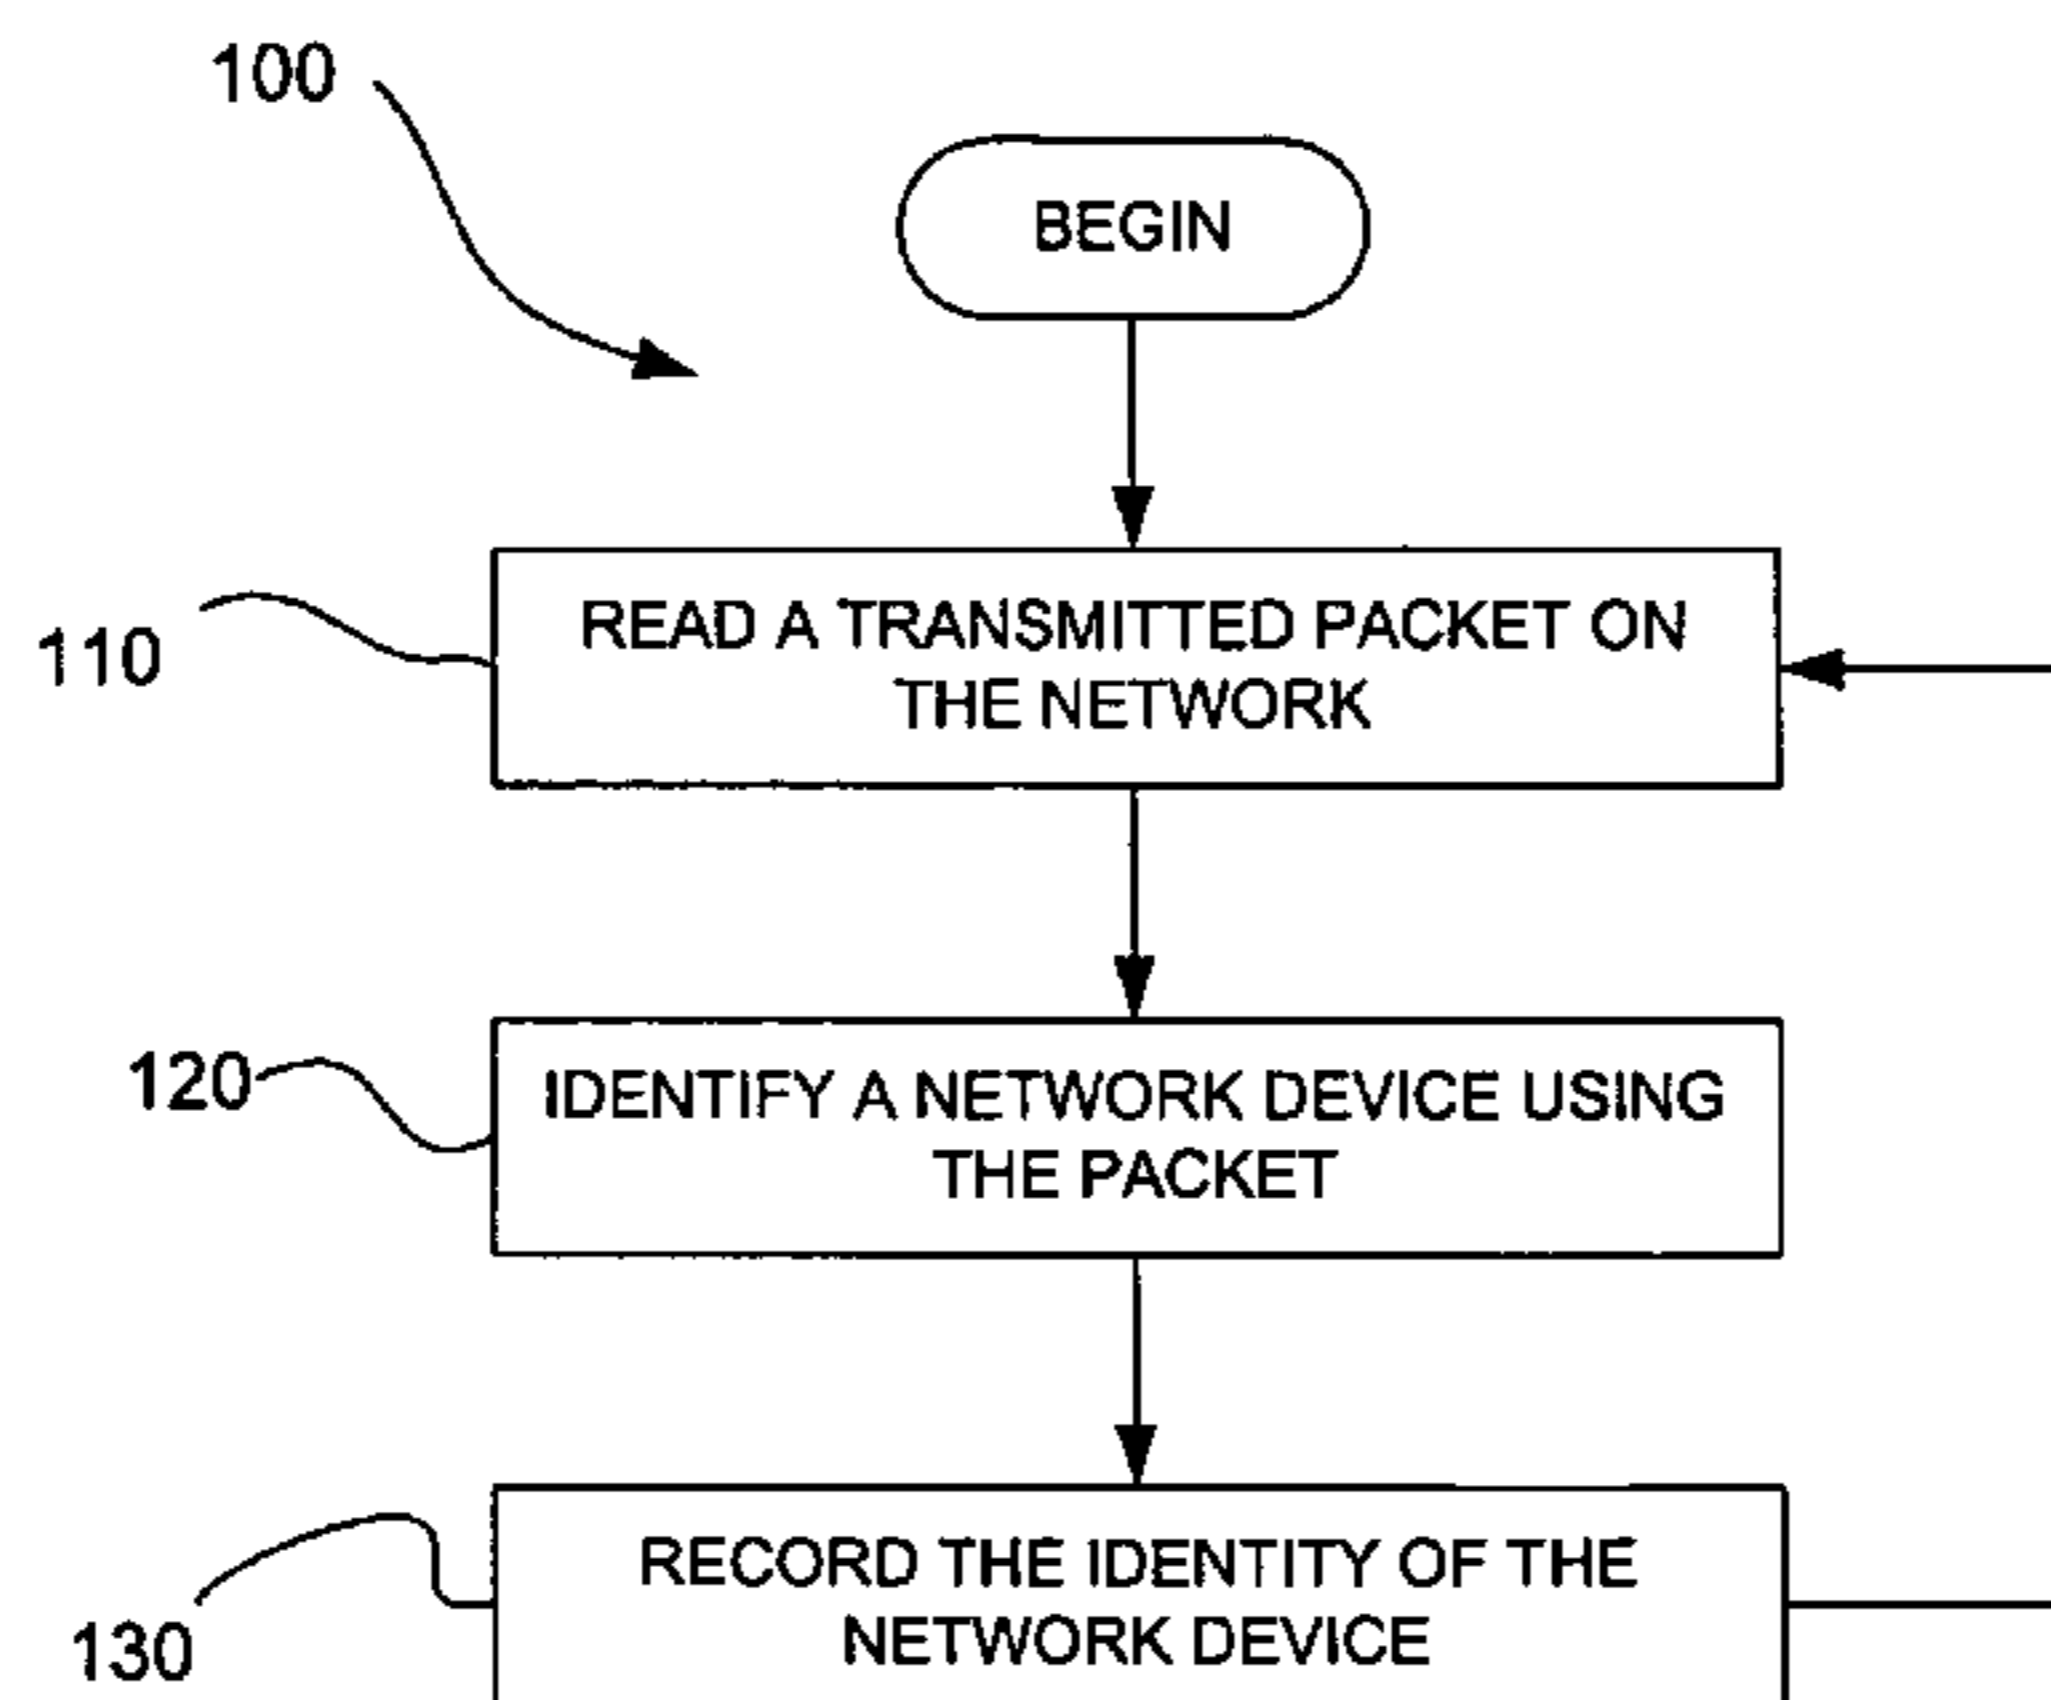 100
BEGIN
110
READ A TRANSMITTED PACKET ON
THE NETWORK
120
IDENTIFY A NETWORK DEVICE USING
THE PACKET
130
RECORD THE IDENTITY OF THE
NETWORK DEVICE